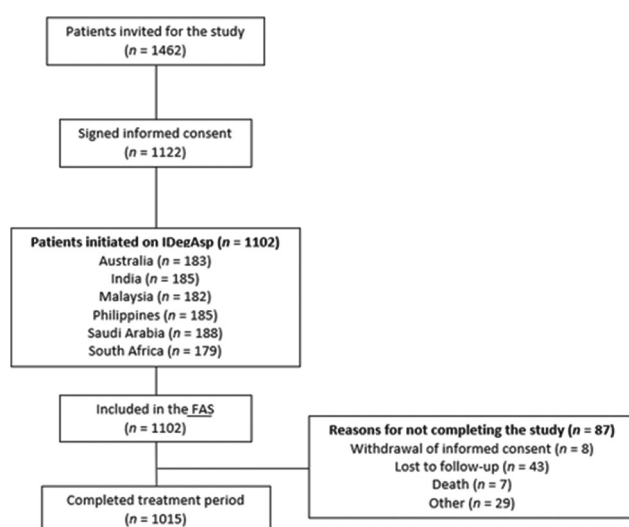 Patients invited for the study
(n = 1462)
Signed informed consent
(n = 1122)
Patients initiated on IDegAsp (n = 1102)
Australia (n = 183)
India (n = 185)
Malaysia (n = 182)
Philippines (n = 185)
Saudi Arabia (n = 188)
South Africa (n = 179)
Included in the FAS
(n = 1102)
Reasons for not completing the study (n = 87)
Withdrawal of informed consent (n = 8)
Lost to follow-up (n = 43)
Death (n = 7)
Other (n = 29)
Completed treatment period
(n = 1015)